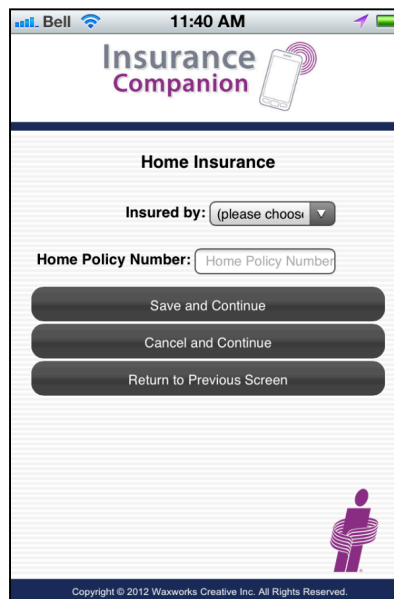 Bell 11:40 AM
Insurance
Companion
Home Insurance
Insured by: (please choose
Home Policy Number: Home Policy Number
Save and Continue
Cancel and Continue
Return to Previous Screen
Copyright © 2012 Waxworks Creative Inc. All Rights Reserved.